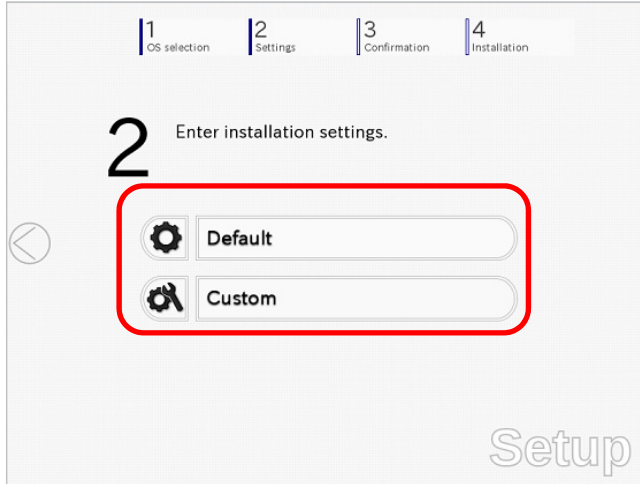 1
OS selection
2
Settings
3
Confirmation
4
Installation
2
Enter installation settings.
Default
Custom
Setup